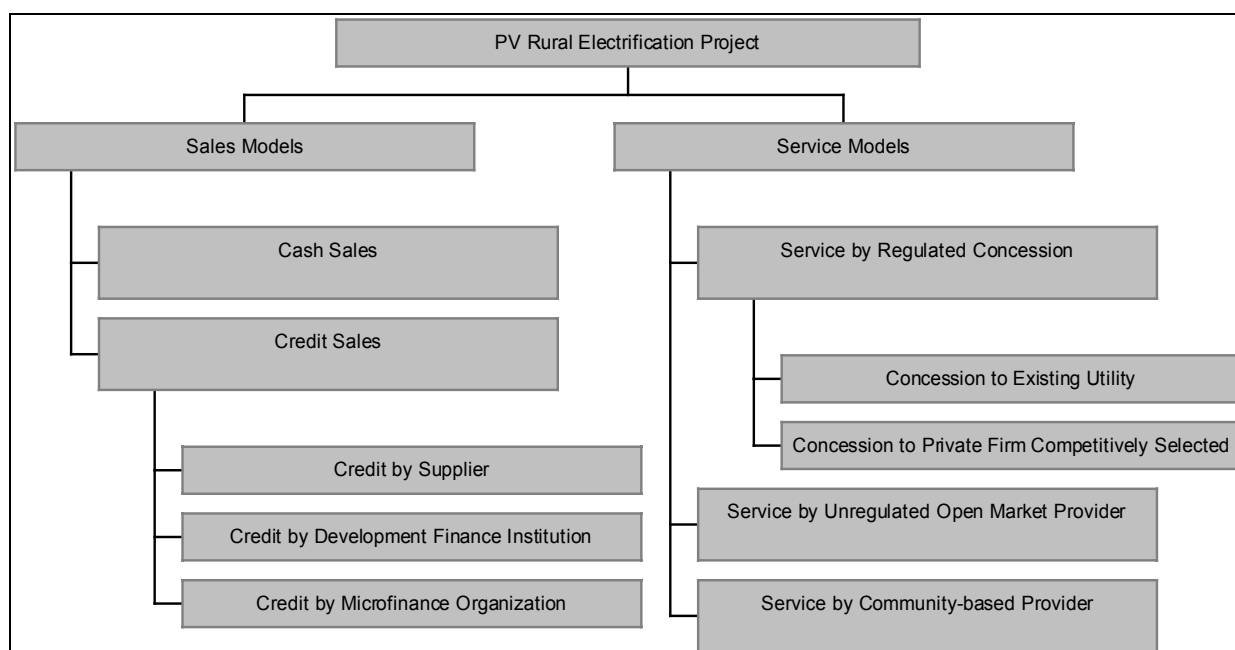 PV Rural Electrification Project
Sales Models
Cash Sales
Credit Sales
Credit by Supplier
Credit by Development Finance Institution
Credit by Microfinance Organization
Service Models
Service by Regulated Concession
Concession to Existing Utility
Concession to Private Firm Competitively Selected
Service by Unregulated Open Market Provider
Service by Community-based Provider